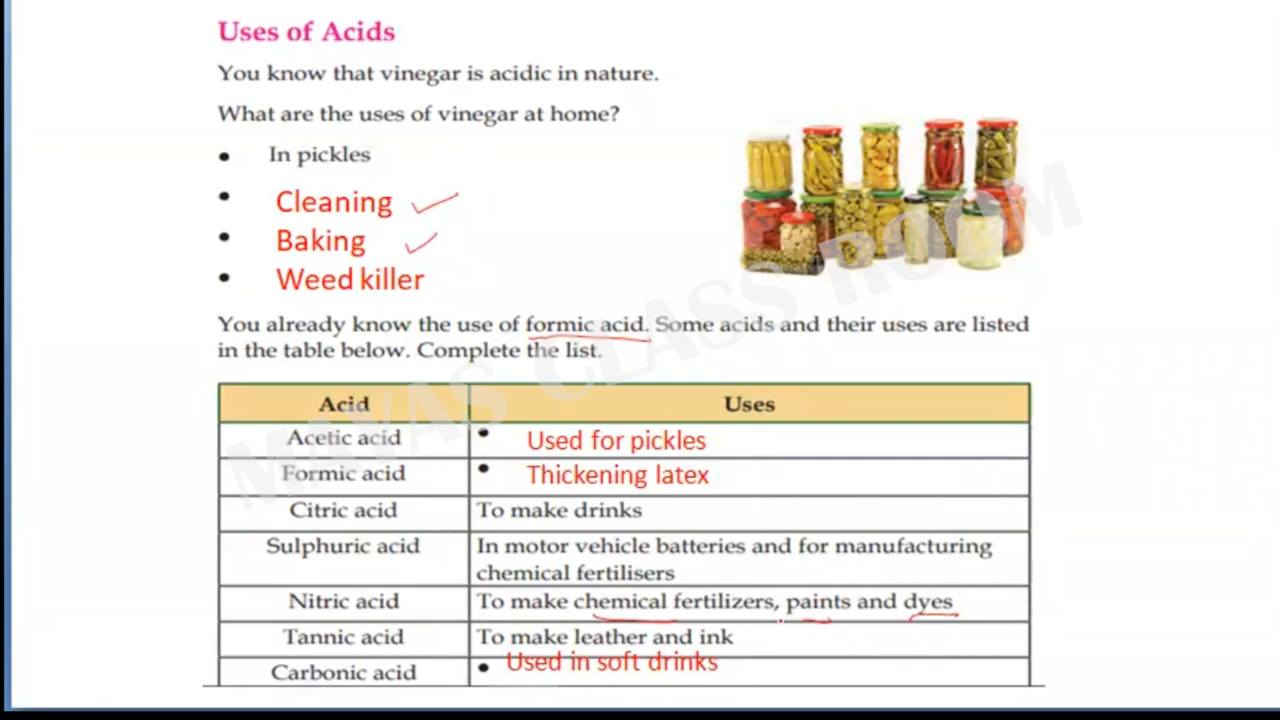 Uses of Acids
You know that vinegar is acidic in nature.
What are the uses of vinegar at home?
• In pickles
• Cleaning
• Baking
• Weed killer
You already know the use of formic acid. Some acids and their uses are listed
in the table below. Complete the list.
Acid Uses
Acetic acid • Used for pickles
Formic acid • Thickening latex
Citric acid To make drinks
Sulphuric acid In motor vehicle batteries and for manufacturing
chemical fertilisers
Nitric acid To make chemical fertilizers, paints and dyes
Tannic acid To make leather and ink
Carbonic acid • Used in soft drinks
MAYAS CLASS ROOM